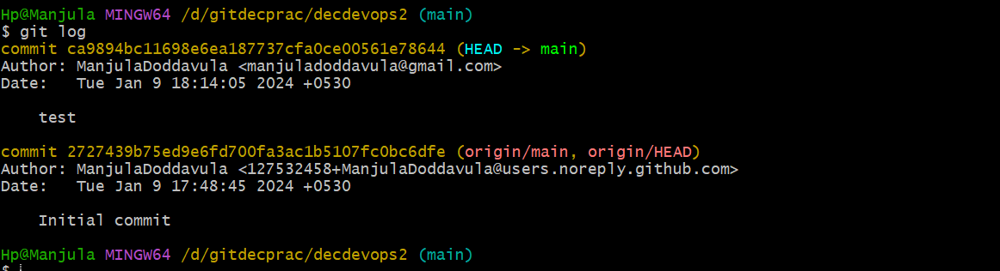 Hp@Manjula MINGW64 /d/gitdecprac/decdevops2 (main)
$ git log
commit ca9894bc11698e6ea187737cfa0ce00561e78644 (HEAD -> main)
Author: ManjulaDoddavula <manjuladoddavula@gmail.com>
Date:   Tue Jan 9 18:14:05 2024 +0530
    test
commit 2727439b75ed9e6fd700fa3ac1b5107fc0bc6dfe (origin/main, origin/HEAD)
Author: ManjulaDoddavula <127532458+ManjulaDoddavula@users.noreply.github.com>
Date:   Tue Jan 9 17:48:45 2024 +0530
    Initial commit
Hp@Manjula MINGW64 /d/gitdecprac/decdevops2 (main)
$